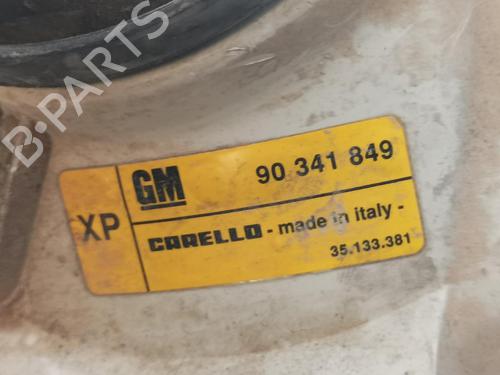 B-PARTS
GM 90 341 849
XP
CARELLO - made in italy -
35.133.381